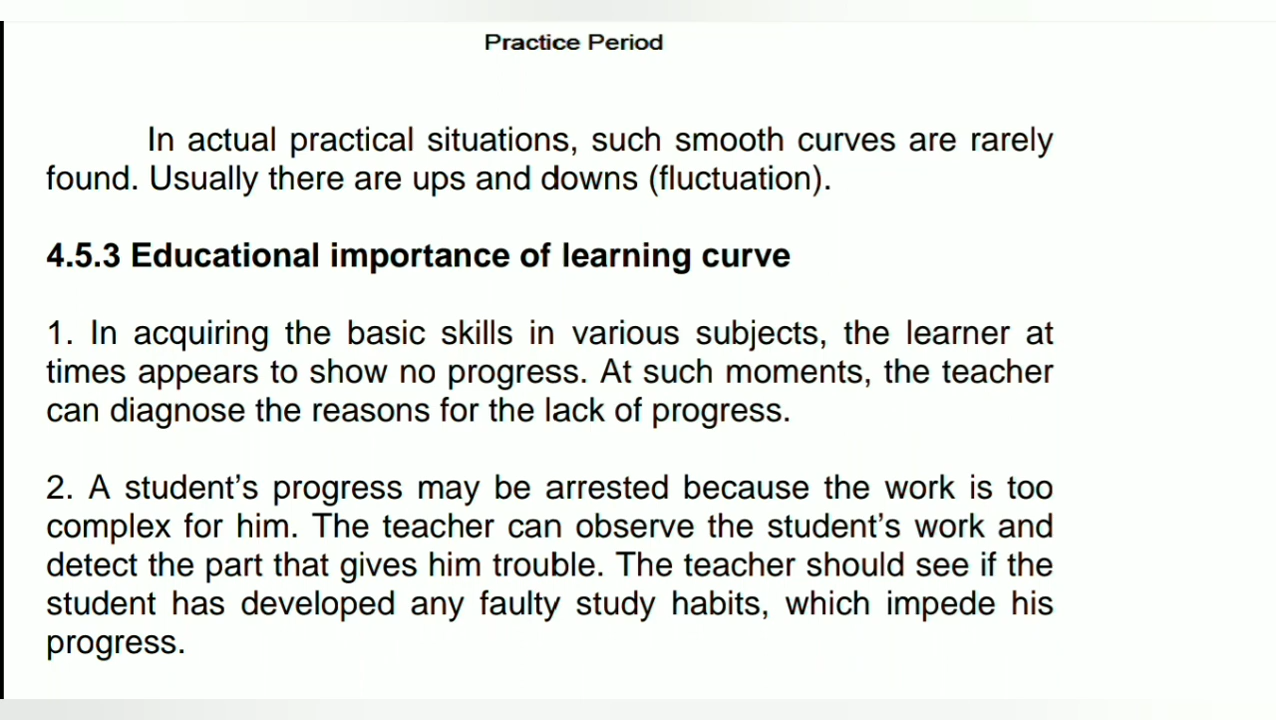 Practice Period
In actual practical situations, such smooth curves are rarely
found. Usually there are ups and downs (fluctuation).
4.5.3 Educational importance of learning curve
1. In acquiring the basic skills in various subjects, the learner at
times appears to show no progress. At such moments, the teacher
can diagnose the reasons for the lack of progress.
2. A student’s progress may be arrested because the work is too
complex for him. The teacher can observe the student’s work and
detect the part that gives him trouble. The teacher should see if the
student has developed any faulty study habits, which impede his
progress.